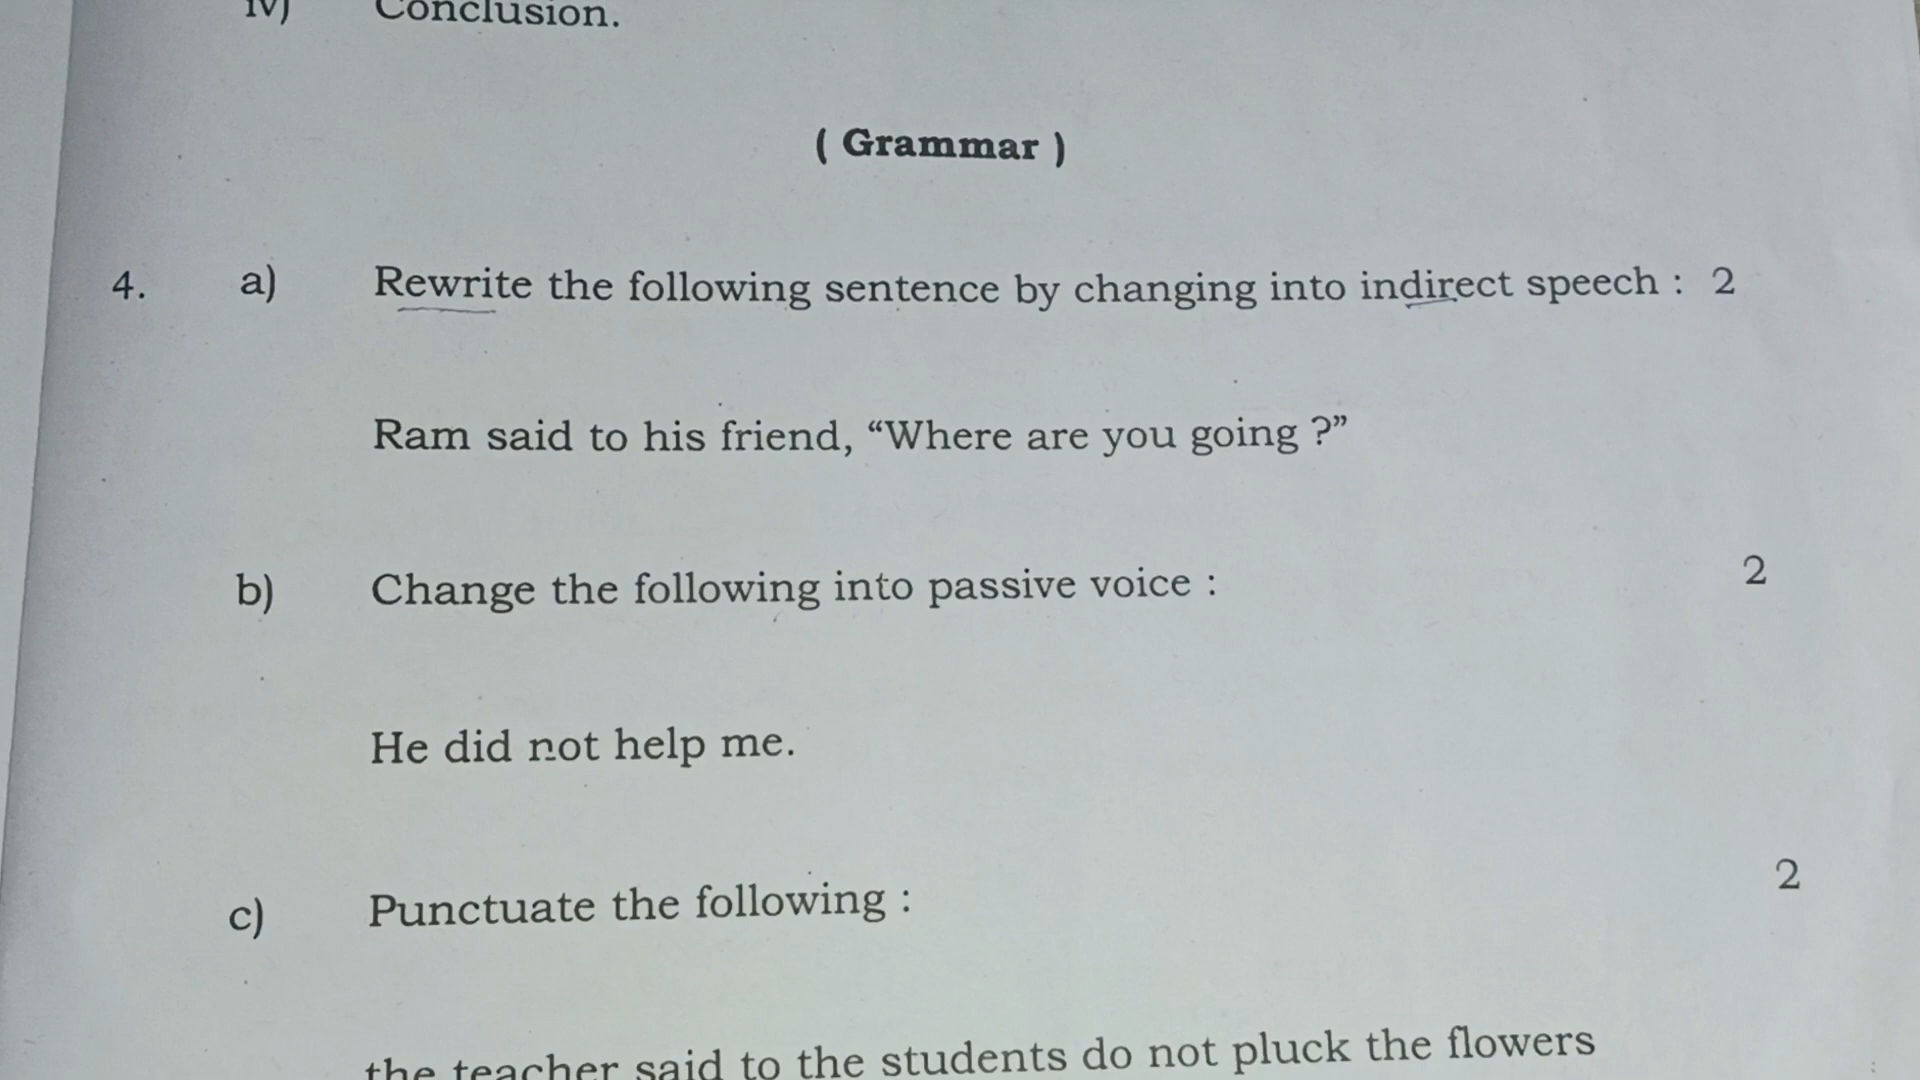 iv) Conclusion.
( Grammar )
4. a) Rewrite the following sentence by changing into indirect speech : 2
Ram said to his friend, “Where are you going ?”
b) Change the following into passive voice : 2
He did not help me.
c) Punctuate the following : 2
the teacher said to the students do not pluck the flowers